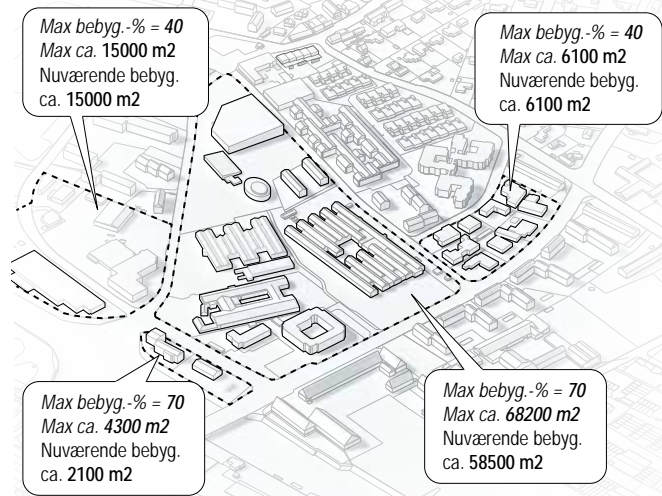 Max bebyg.-% = 40
Max ca. 15000 m2
Nuværende bebyg.
ca. 15000 m2
Max bebyg.-% = 40
Max ca. 6100 m2
Nuværende bebyg.
ca. 6100 m2
Max bebyg.-% = 70
Max ca. 4300 m2
Nuværende bebyg.
ca. 2100 m2
Max bebyg.-% = 70
Max ca. 68200 m2
Nuværende bebyg.
ca. 58500 m2